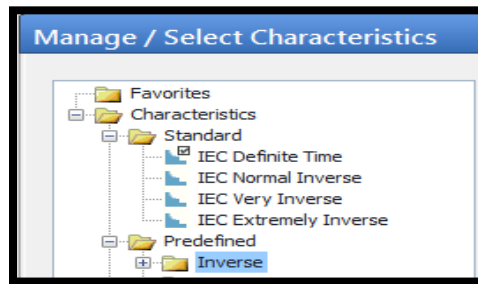 Manage / Select Characteristics
Favorites
Characteristics
Standard
IEC Definite Time
IEC Normal Inverse
IEC Very Inverse
IEC Extremely Inverse
Predefined
Inverse